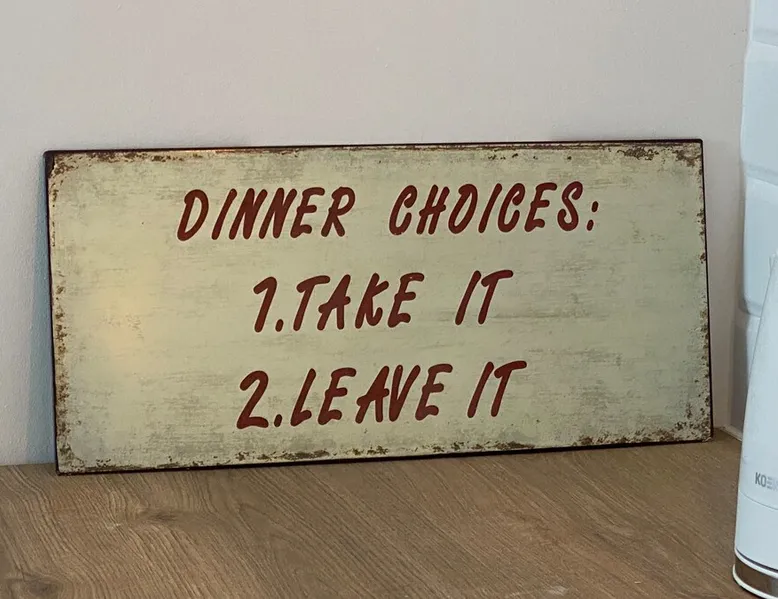 DINNER CHOICES:
1.TAKE IT
2.LEAVE IT